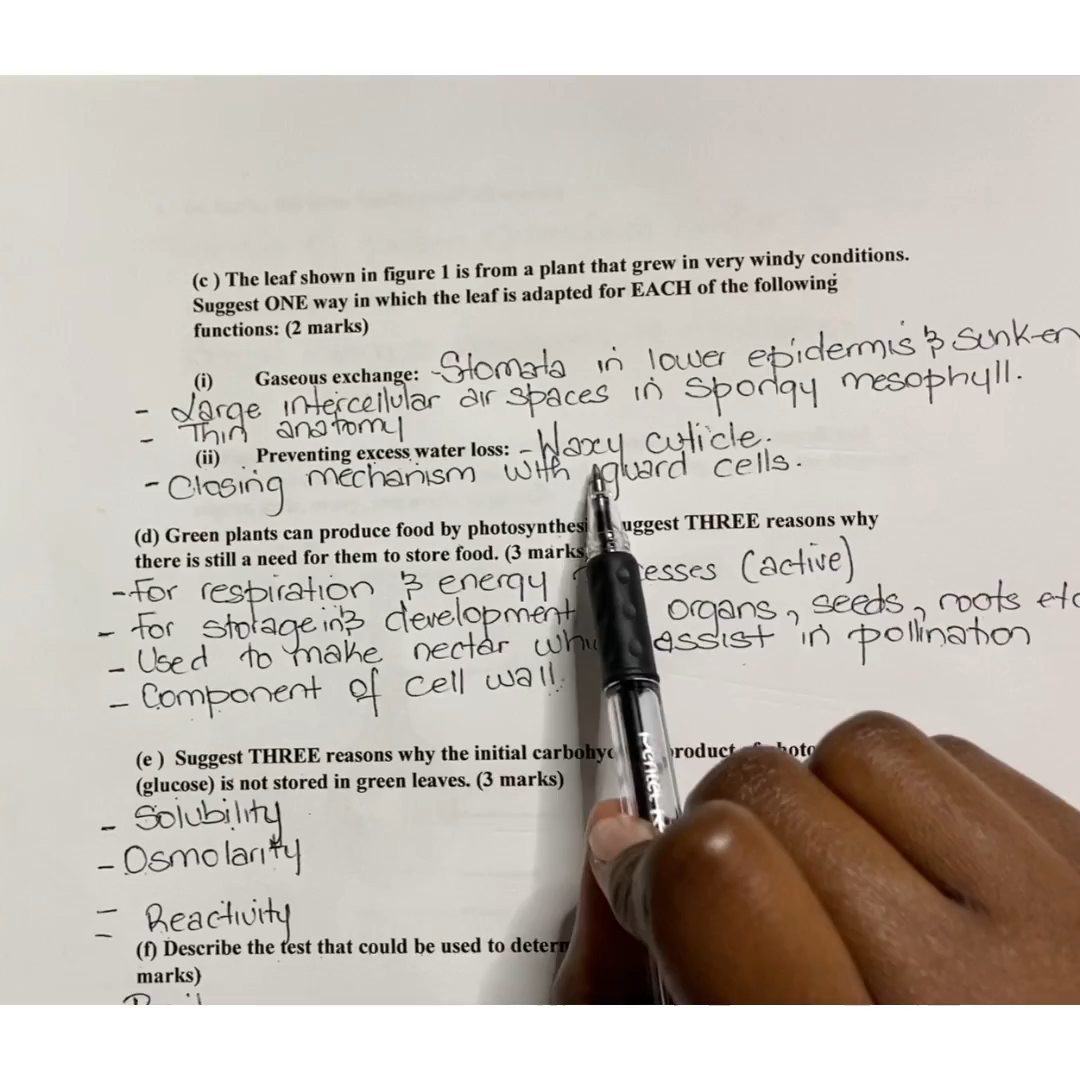 (c ) The leaf shown in figure 1 is from a plant that grew in very windy conditions.
Suggest ONE way in which the leaf is adapted for EACH of the following
functions: (2 marks)
(i) Gaseous exchange: - Stomata in lower epidermis & sunk-en
- Large intercellular air spaces in spongy mesophyll.
- Thin anatomy
(ii) Preventing excess water loss: - Waxy cuticle.
- Closing mechanism with guard cells.
(d) Green plants can produce food by photosynthesi uggest THREE reasons why
there is still a need for them to store food. (3 marks
- For respiration & energy esses (active)
- For storage in & development organs, seeds, roots etc
- Used to make nectar whi assist in pollination
- Component of cell wall.
(e ) Suggest THREE reasons why the initial carbohy product
(glucose) is not stored in green leaves. (3 marks)
- Solubility
- Osmolarity
- Reactivity
(f) Describe the test that could be used to deter
marks)